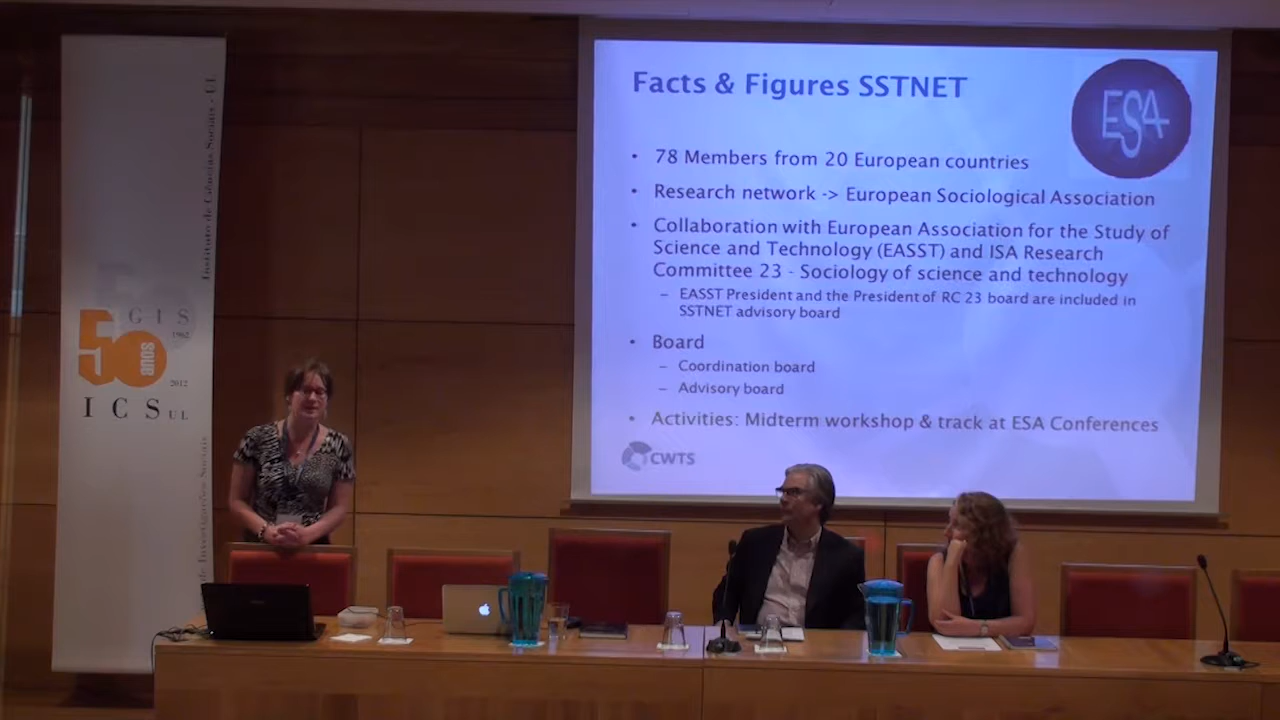 Instituto de Ciências Sociais - UL
GIS
1962
50
anos
2012
ICS UL
de Investigações Sociais
Facts & Figures SSTNET
ESA
• 78 Members from 20 European countries
• Research network -> European Sociological Association
• Collaboration with European Association for the Study of
Science and Technology (EASST) and ISA Research
Committee 23 - Sociology of science and technology
– EASST President and the President of RC 23 board are included in
SSTNET advisory board
• Board
– Coordination board
– Advisory board
• Activities: Midterm workshop & track at ESA Conferences
CWTS